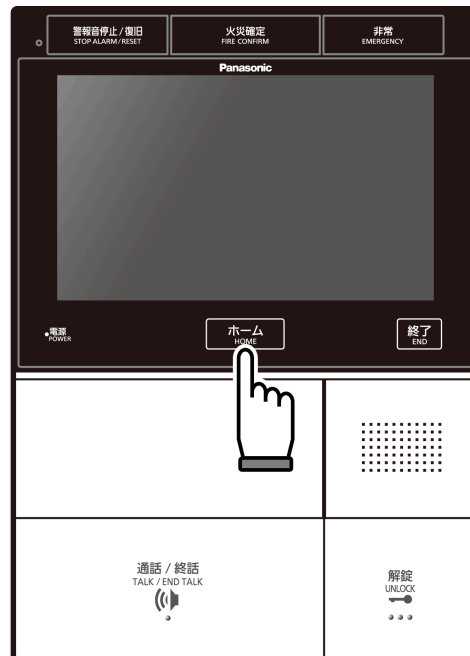 警報音停止 / 復旧
STOP ALARM / RESET
火災確定
FIRE CONFIRM
非常
EMERGENCY
Panasonic
電源
POWER
ホーム
HOME
終了
END
通話 / 終話
TALK / END TALK
解錠
UNLOCK